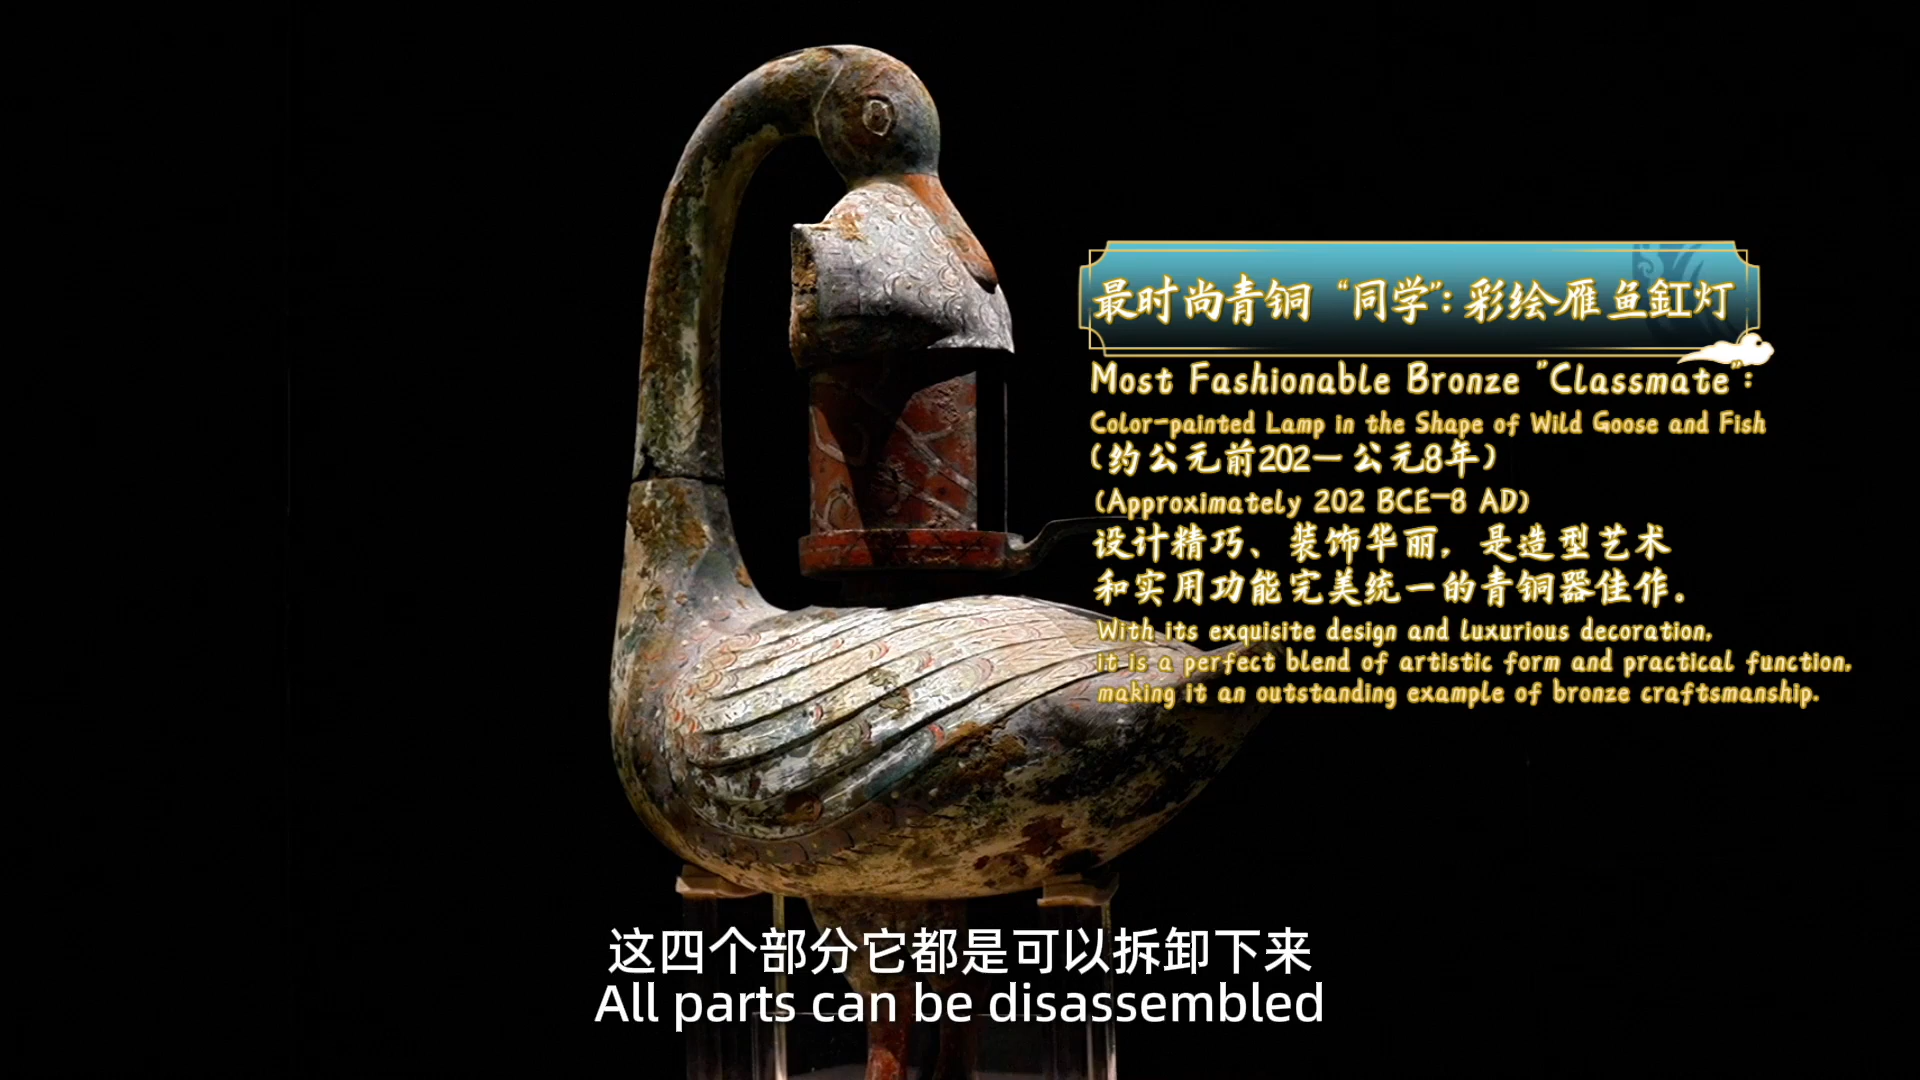 最时尚青铜“同学”：彩绘雁鱼釭灯
Most Fashionable Bronze "Classmate":
Color-painted Lamp in the Shape of Wild Goose and Fish
（约公元前202—公元8年）
(Approximately 202 BCE—8 AD)
设计精巧、装饰华丽，是造型艺术
和实用功能完美统一的青铜器佳作。
With its exquisite design and luxurious decoration,
it is a perfect blend of artistic form and practical function,
making it an outstanding example of bronze craftsmanship.
这四个部分它都是可以拆卸下来
All parts can be disassembled